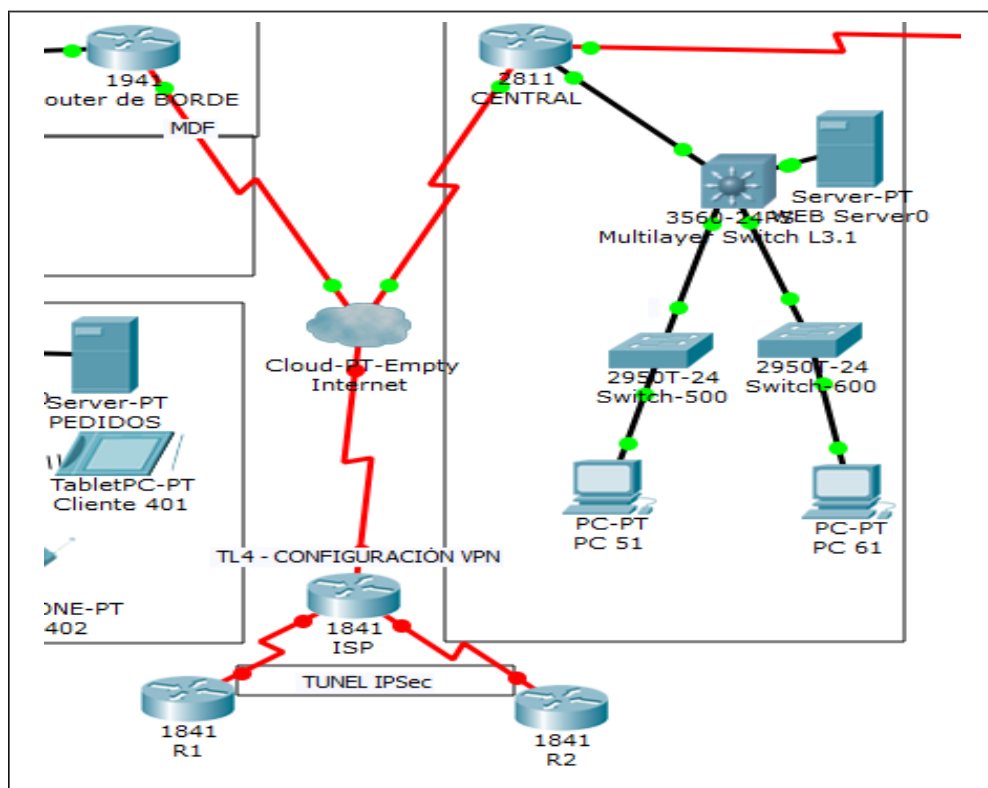 1941
outer de BORDE
MDF
2811
CENTRAL
Server-PT
WEB Server0
3560-24PS
Multilayer Switch L3.1
Cloud-PT-Empty
Internet
2950T-24
Switch-500
2950T-24
Switch-600
Server-PT
PEDIDOS
TabletPC-PT
Cliente 401
PC-PT
PC 51
PC-PT
PC 61
TL4 - CONFIGURACIÓN VPN
ONE-PT
402
1841
ISP
TUNEL IPSec
1841
R1
1841
R2